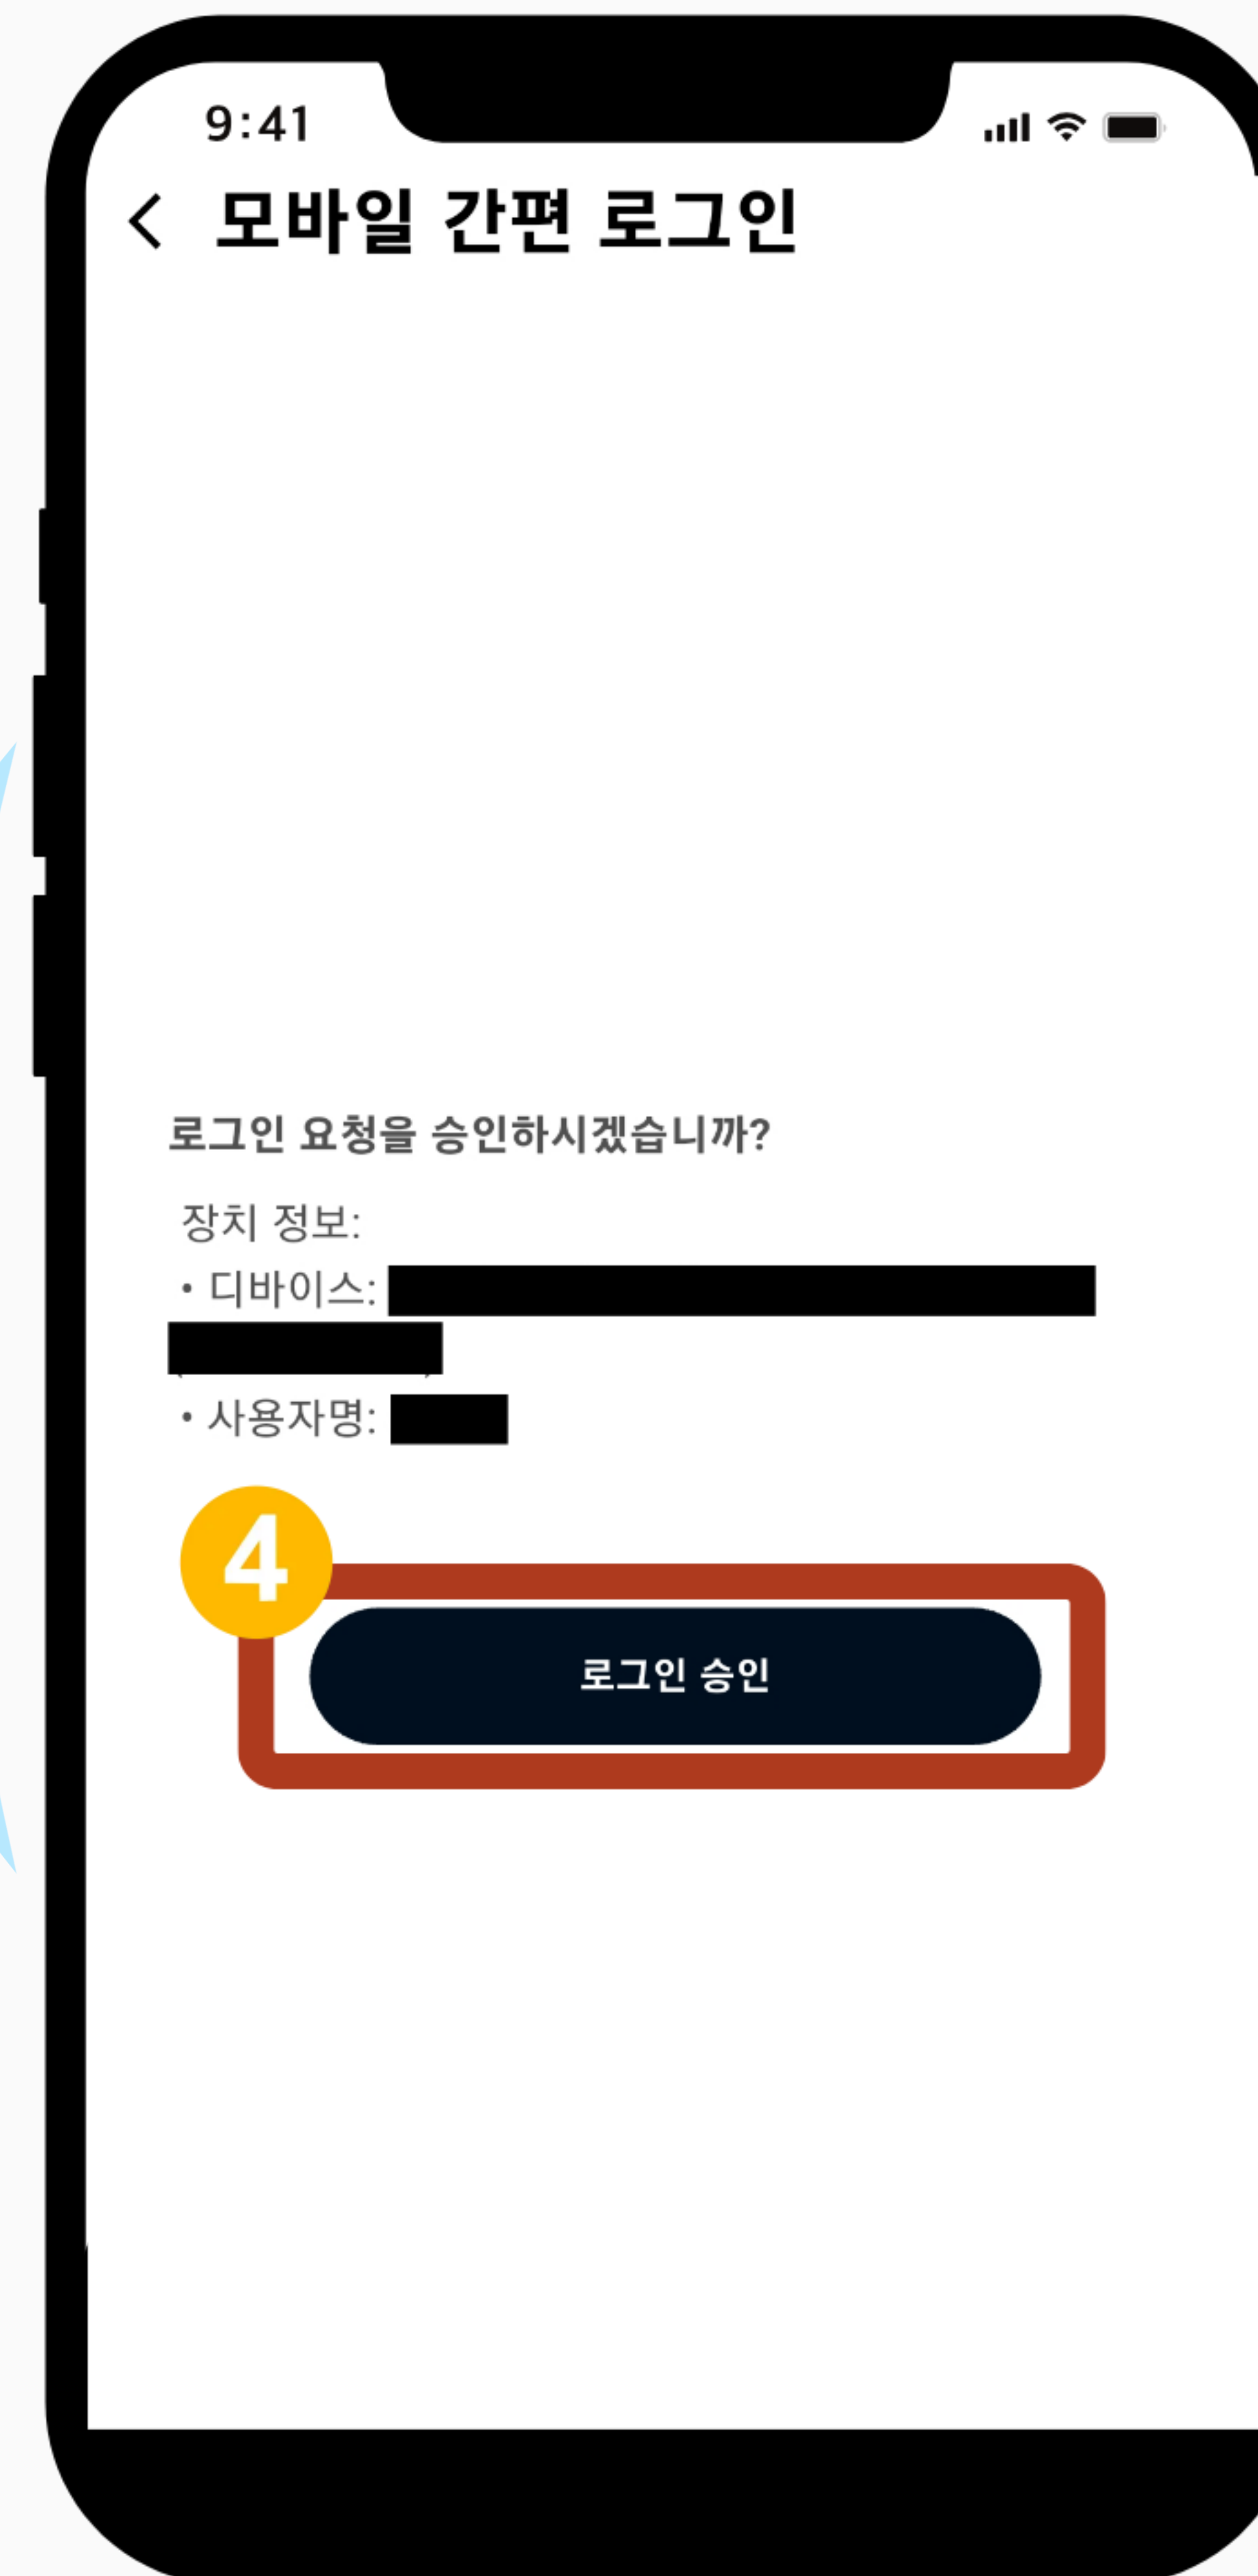 9:41
모바일 간편 로그인
로그인 요청을 승인하시겠습니까?
장치 정보:
• 디바이스:
• 사용자명:
4
로그인 승인